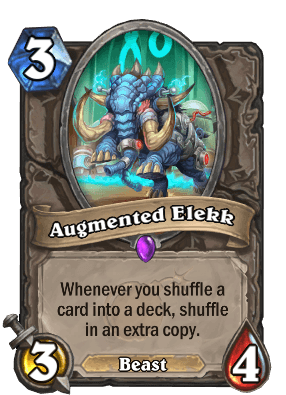 3
Augmented Elekk
Whenever you shuffle a
card into a deck, shuffle
in an extra copy.
3
Beast
4